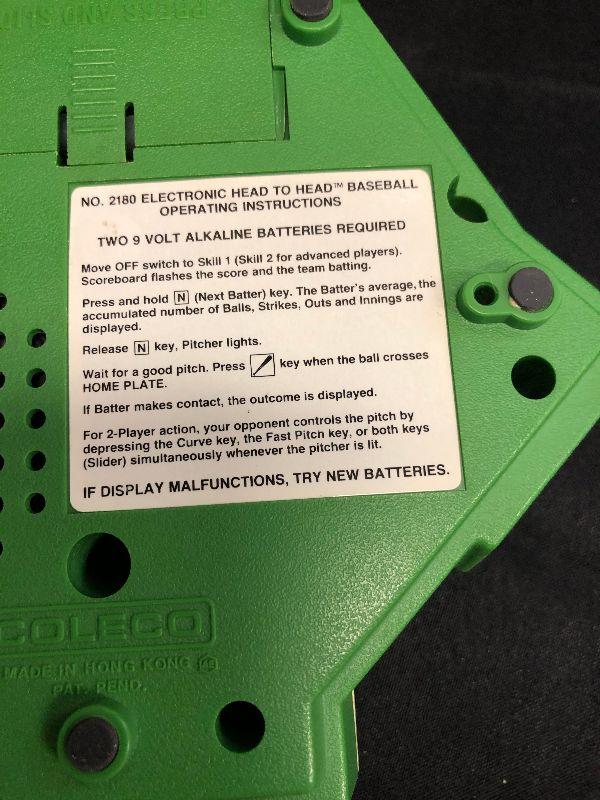 PRESS AND SLID
NO. 2180 ELECTRONIC HEAD TO HEAD™ BASEBALL
OPERATING INSTRUCTIONS
TWO 9 VOLT ALKALINE BATTERIES REQUIRED
Move OFF switch to Skill 1 (Skill 2 for advanced players).
Scoreboard flashes the score and the team batting.
Press and hold N (Next Batter) key. The Batter's average, the
accumulated number of Balls, Strikes, Outs and Innings are
displayed.
Release N key, Pitcher lights.
Wait for a good pitch. Press key when the ball crosses
HOME PLATE.
If Batter makes contact, the outcome is displayed.
For 2-Player action, your opponent controls the pitch by
depressing the Curve key, the Fast Pitch key, or both keys
(Slider) simultaneously whenever the pitcher is lit.
IF DISPLAY MALFUNCTIONS, TRY NEW BATTERIES.
COLECO
MADE IN HONG KONG
PAT. PEND.